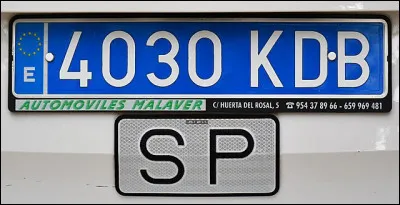 E
4030 KDB
AUTOMOVILES MALAVER C/ HUERTA DEL ROSAL, 5 ☎ 954 37 89 66 - 659 969 481
SP